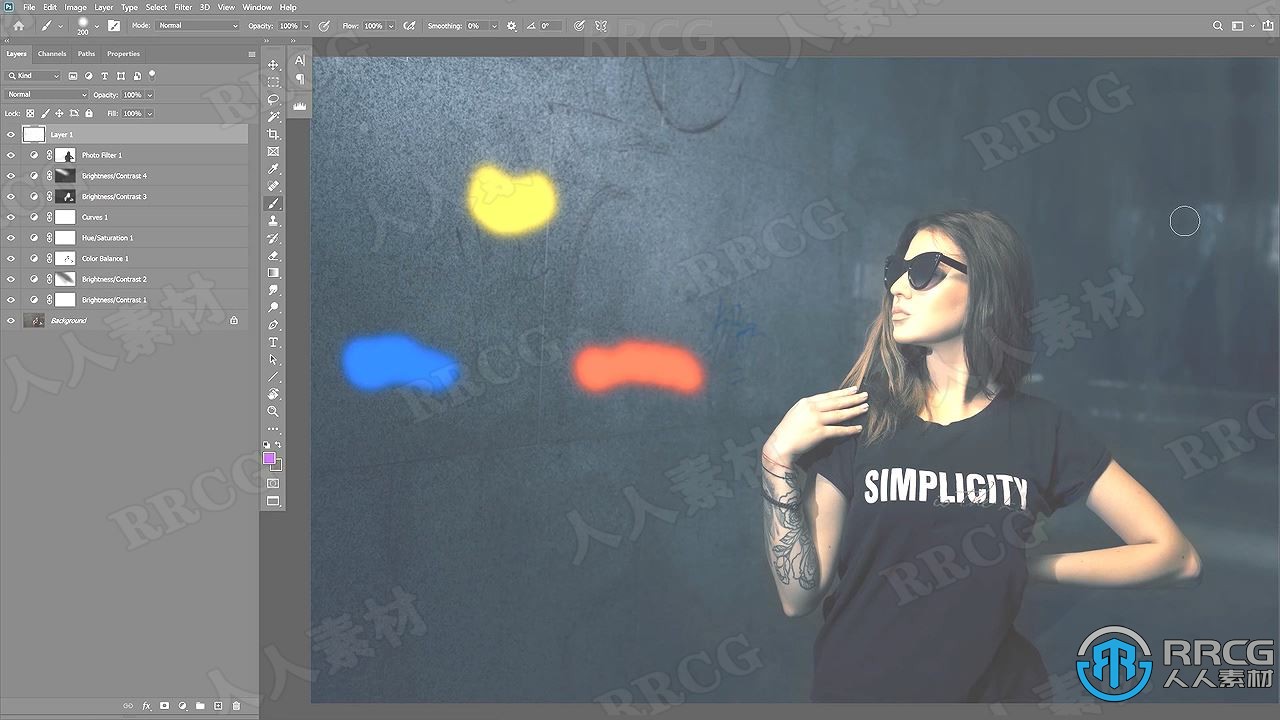 Ps File Edit Image Layer Type Select Filter 3D View Window Help
200 Mode: Normal Opacity: 100% Flow: 100% Smoothing: 0% 0°
Layers Channels Paths Properties
Kind
Normal Opacity: 100%
Lock: Fill: 100%
Layer 1
Photo Filter 1
Brightness/Contrast 4
Brightness/Contrast 3
Curves 1
Hue/Saturation 1
Color Balance 1
Brightness/Contrast 2
Brightness/Contrast 1
Background
SIMPLICITY
RRCG
人人素材